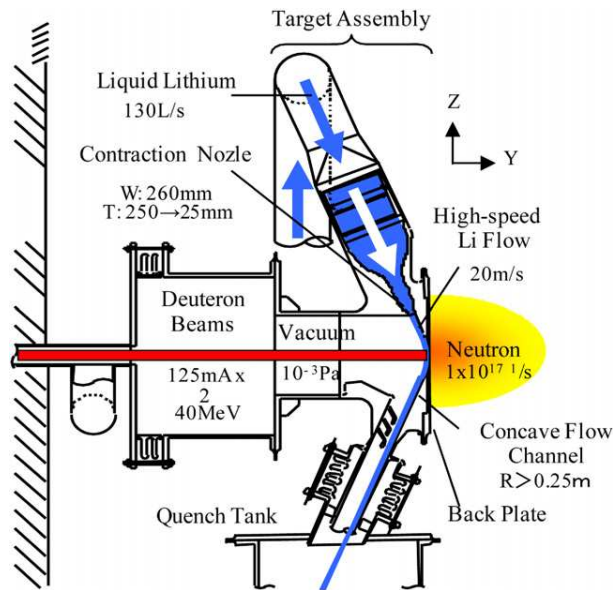 Target Assembly
Liquid Lithium
130L/s
Z
Y
Contraction Nozle
W: 260mm
T: 250→25mm
High-speed
Li Flow
20m/s
Deuteron
Beams
Vacuum
Neutron
1x10¹⁷ ¹/s
125mA x
2
40MeV
10⁻³Pa
Concave Flow
Channel
R＞0.25m
Quench Tank
Back Plate